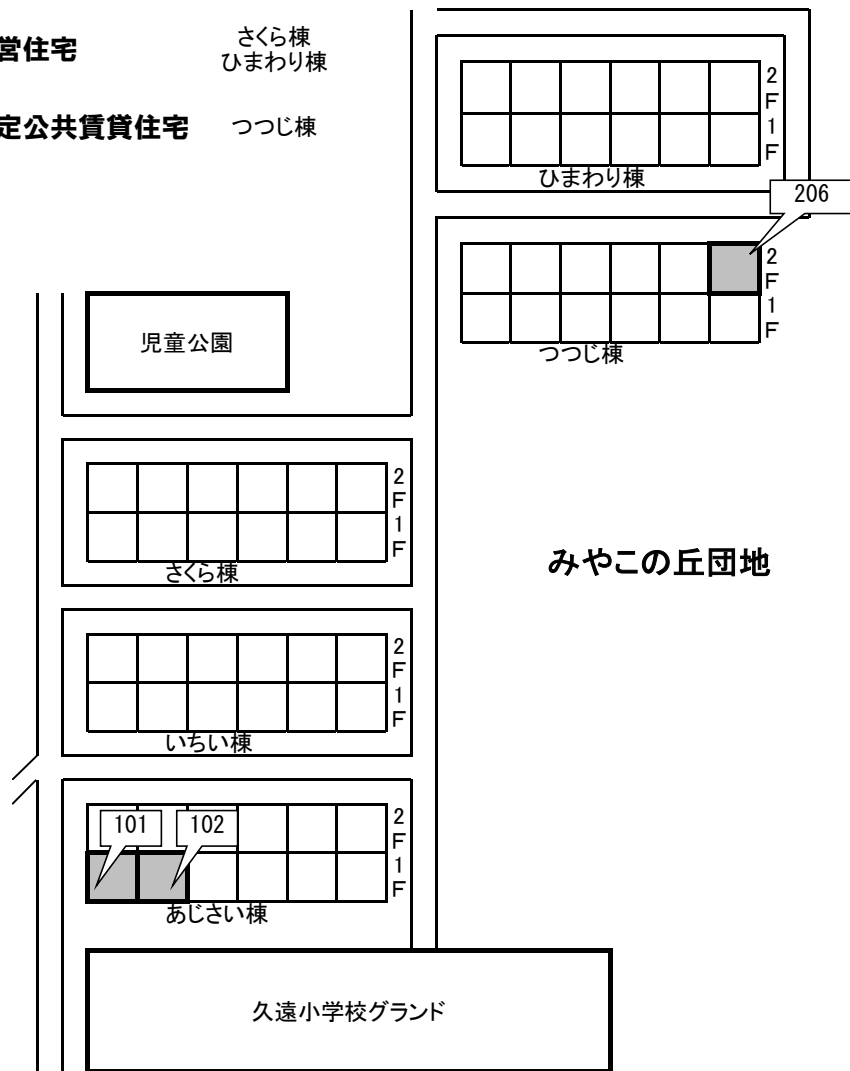 営住宅
さくら棟
ひまわり棟
定公共賃貸住宅
つつじ棟
2
F
1
F
ひまわり棟
206
2
F
1
F
つつじ棟
児童公園
2
F
1
F
さくら棟
みやこの丘団地
2
F
1
F
いちい棟
101
102
2
F
1
F
あじさい棟
久遠小学校グランド